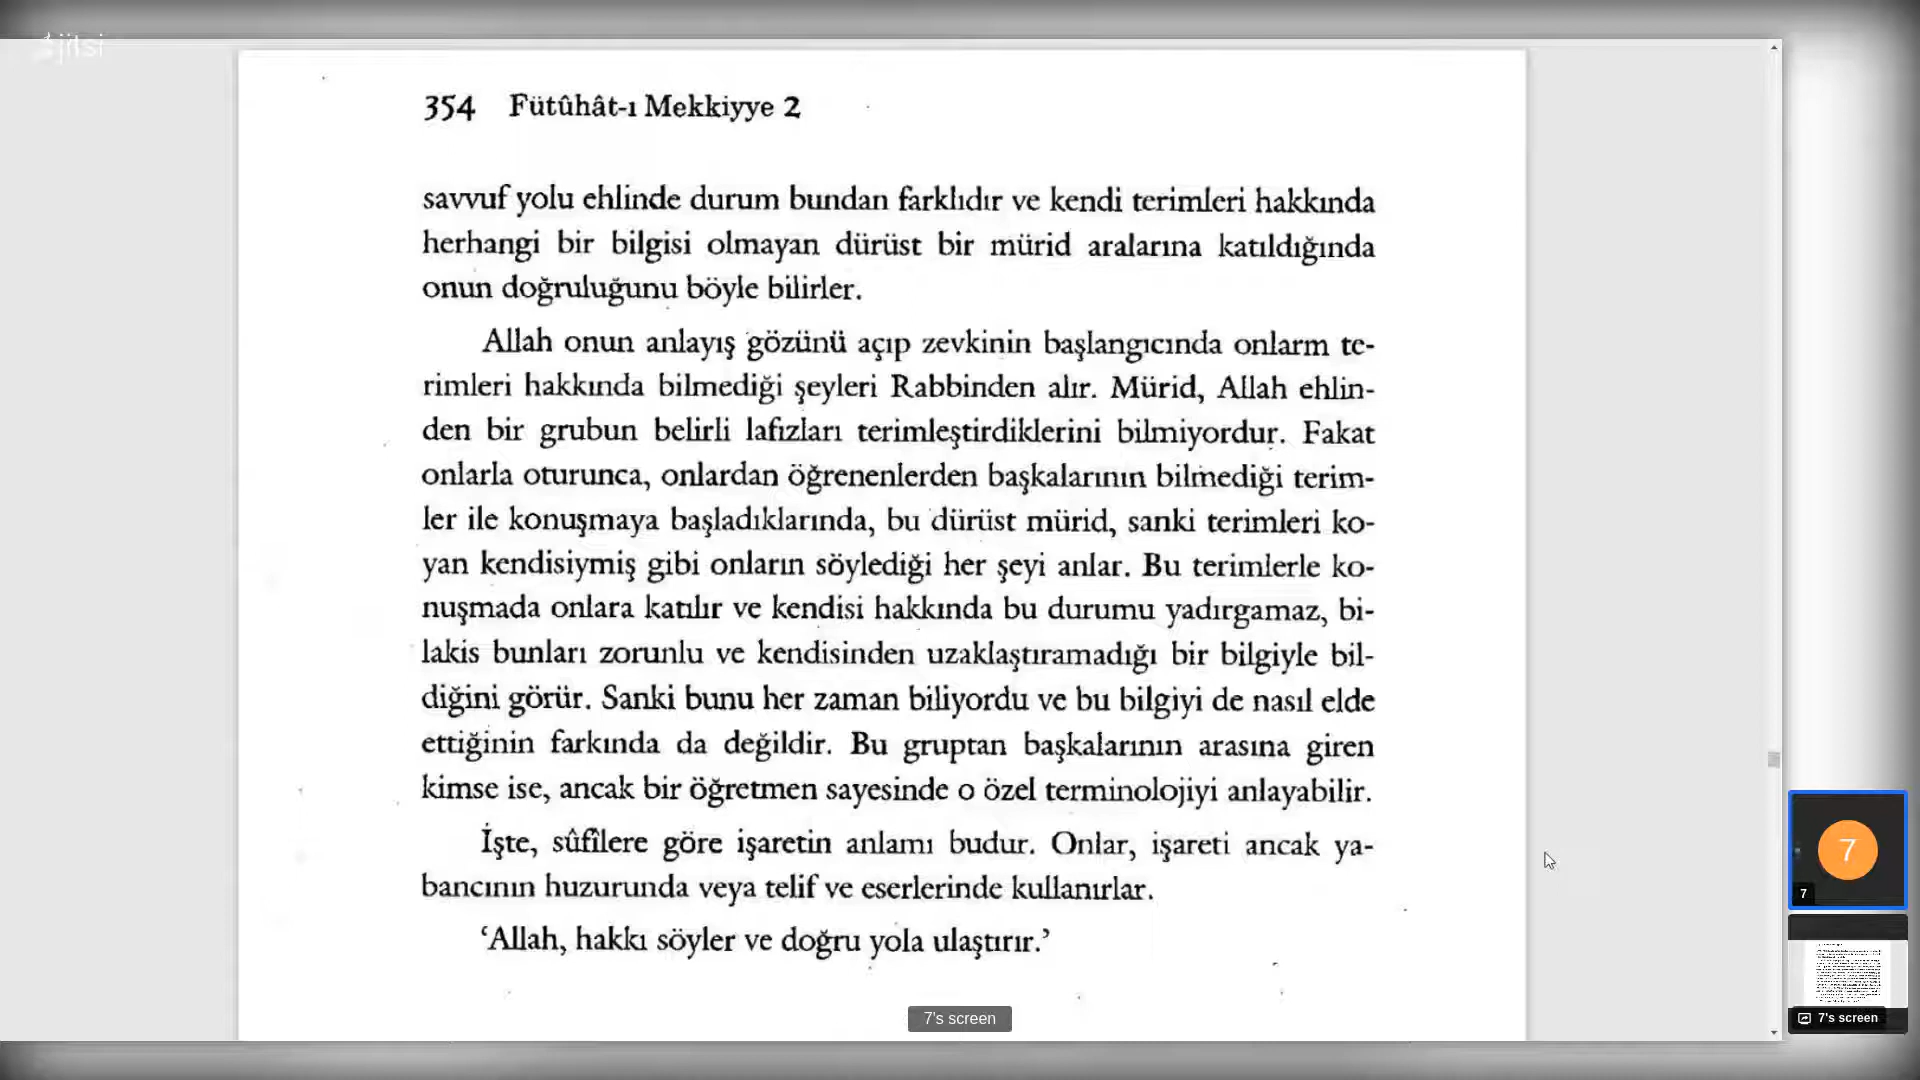 jitsi
354 Fütûhât-ı Mekkiyye 2
savvuf yolu ehlinde durum bundan farklıdır ve kendi terimleri hakkında
herhangi bir bilgisi olmayan dürüst bir mürid aralarına katıldığında
onun doğruluğunu böyle bilirler.
Allah onun anlayış gözünü açıp zevkinin başlangıcında onlarm te-
rimleri hakkında bilmediği şeyleri Rabbinden alır. Mürid, Allah ehlin-
den bir grubun belirli lafızları terimleştirdiklerini bilmiyordur. Fakat
onlarla oturunca, onlardan öğrenenlerden başkalarının bilmediği terim-
ler ile konuşmaya başladıklarında, bu dürüst mürid, sanki terimleri ko-
yan kendisiymiş gibi onların söylediği her şeyi anlar. Bu terimlerle ko-
nuşmada onlara katılır ve kendisi hakkında bu durumu yadırgamaz, bi-
lakis bunları zorunlu ve kendisinden uzaklaştıramadığı bir bilgiyle bil-
diğini görür. Sanki bunu her zaman biliyordu ve bu bilgiyi de nasıl elde
ettiğinin farkında da değildir. Bu gruptan başkalarının arasına giren
kimse ise, ancak bir öğretmen sayesinde o özel terminolojiyi anlayabilir.
İşte, sûfîlere göre işaretin anlamı budur. Onlar, işareti ancak ya-
bancının huzurunda veya telif ve eserlerinde kullanırlar.
‘Allah, hakkı söyler ve doğru yola ulaştırır.’
7's screen
7
7
7's screen